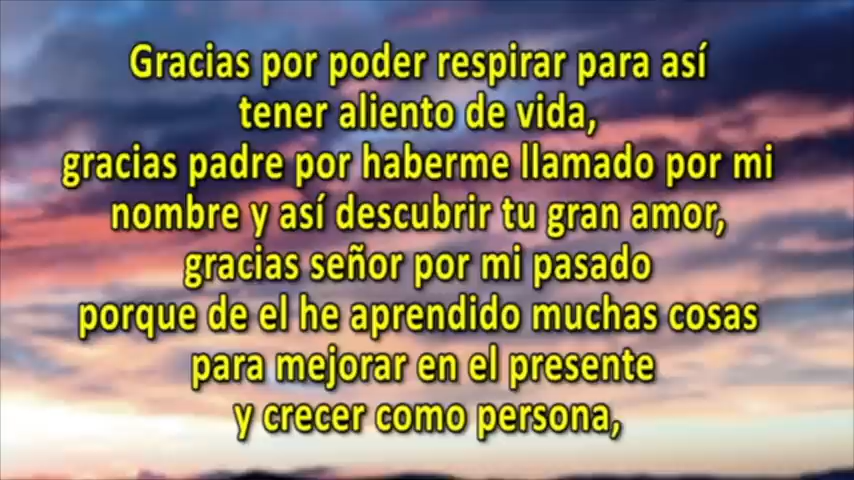 Gracias por poder respirar para así
tener aliento de vida,
gracias padre por haberme llamado por mi
nombre y así descubrir tu gran amor,
gracias señor por mi pasado
porque de el he aprendido muchas cosas
para mejorar en el presente
y crecer como persona,